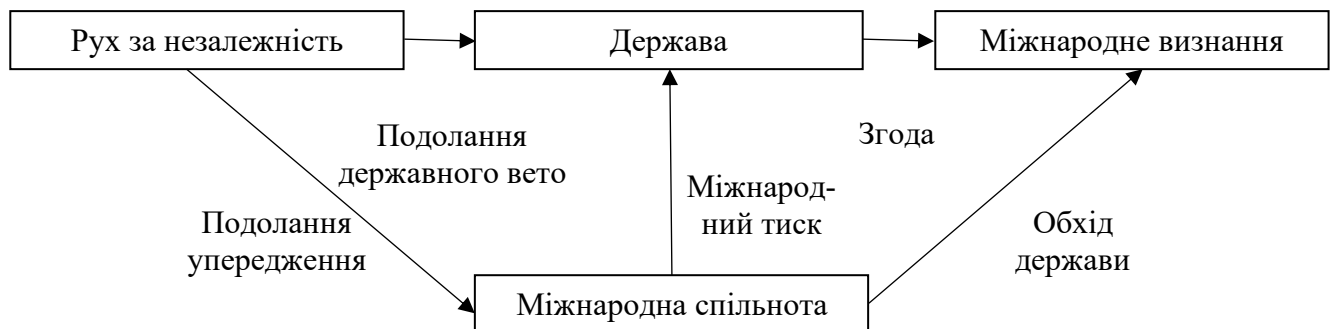 Рух за незалежність
Держава
Міжнародне визнання
Подолання
державного вето
Згода
Міжнарод-
ний тиск
Подолання
упередження
Обхід
держави
Міжнародна спільнота